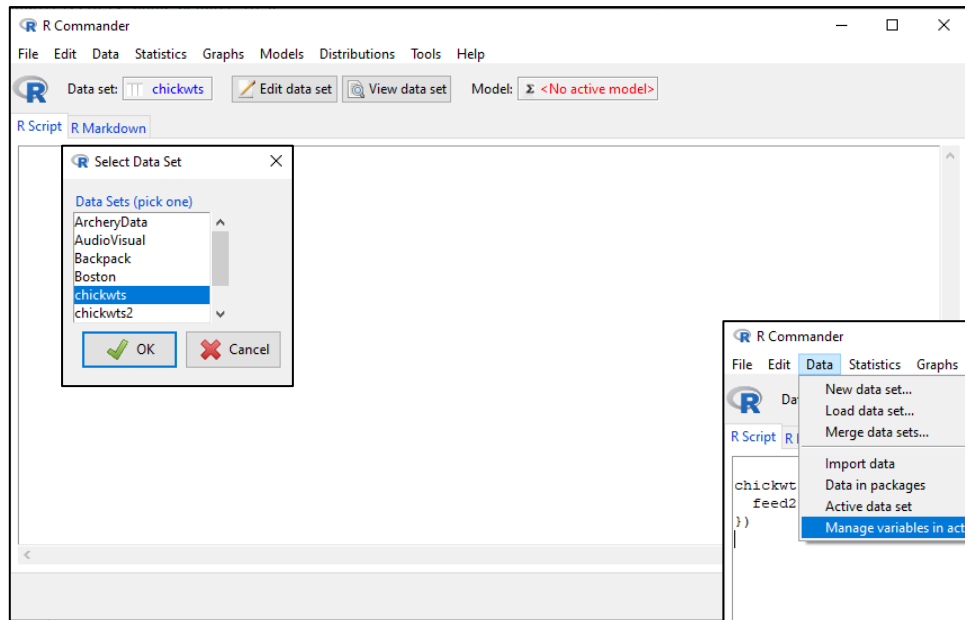 R Commander
File Edit Data Statistics Graphs Models Distributions Tools Help
R Data set: chickwts Edit data set View data set Model: Σ <No active model>
R Script R Markdown
Select Data Set
Data Sets (pick one)
ArcheryData
AudioVisual
Backpack
Boston
chickwts
chickwts2
OK Cancel
R Commander
File Edit Data Statistics Graphs
R Da
R Script R
New data set...
Load data set...
Merge data sets...
Import data
Data in packages
Active data set
Manage variables in act
chickwt
feed2
})